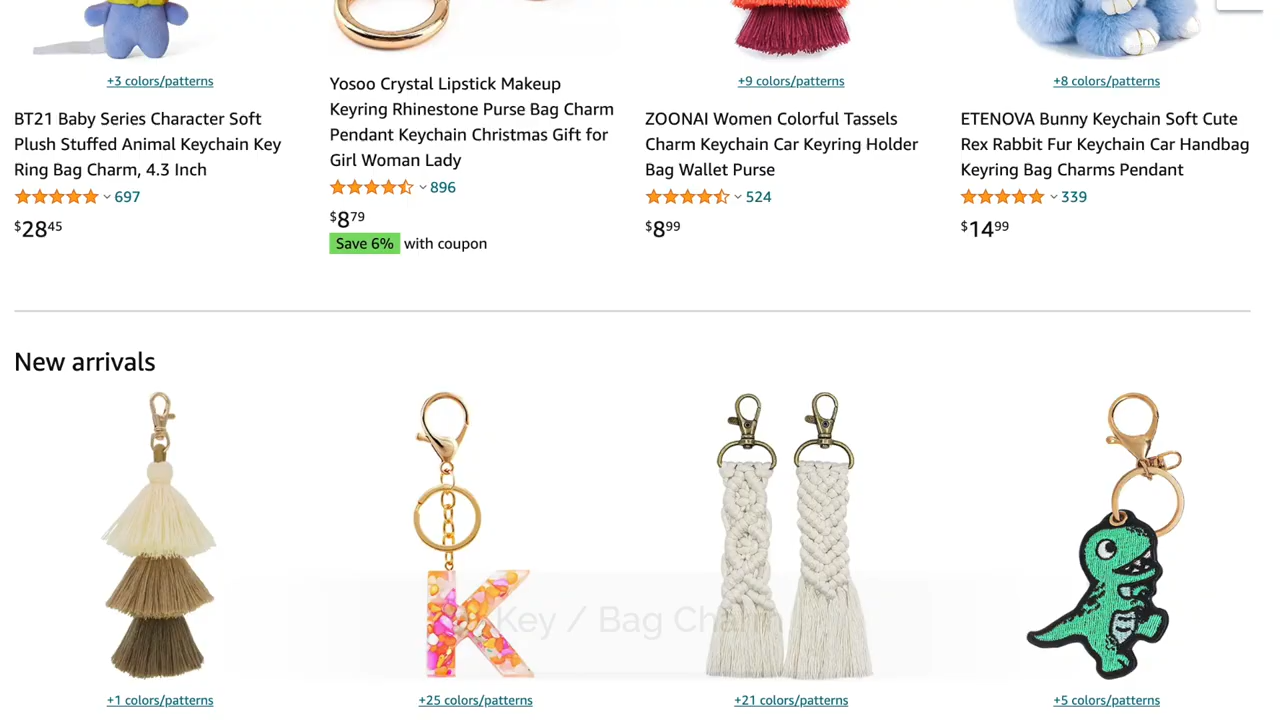 +3 colors/patterns
BT21 Baby Series Character Soft
Plush Stuffed Animal Keychain Key
Ring Bag Charm, 4.3 Inch
697
$28.45
Yosoo Crystal Lipstick Makeup
Keyring Rhinestone Purse Bag Charm
Pendant Keychain Christmas Gift for
Girl Woman Lady
896
$8.79
Save 6% with coupon
+9 colors/patterns
ZOONAI Women Colorful Tassels
Charm Keychain Car Keyring Holder
Bag Wallet Purse
524
$8.99
+8 colors/patterns
ETENOVA Bunny Keychain Soft Cute
Rex Rabbit Fur Keychain Car Handbag
Keyring Bag Charms Pendant
339
$14.99
New arrivals
K
Key / Bag Charm
+1 colors/patterns
+25 colors/patterns
+21 colors/patterns
+5 colors/patterns